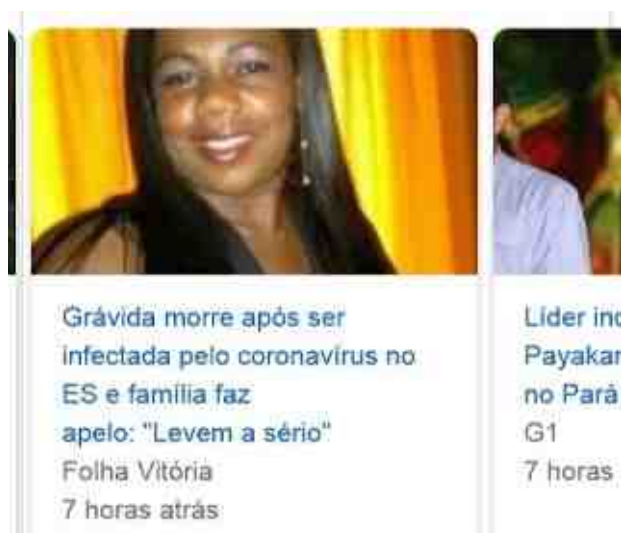 Grávida morre após ser
infectada pelo coronavírus no
ES e família faz
apelo: "Levem a sério"
Folha Vitória
7 horas atrás
Líder
Payakan
no Pará
G1
7 horas